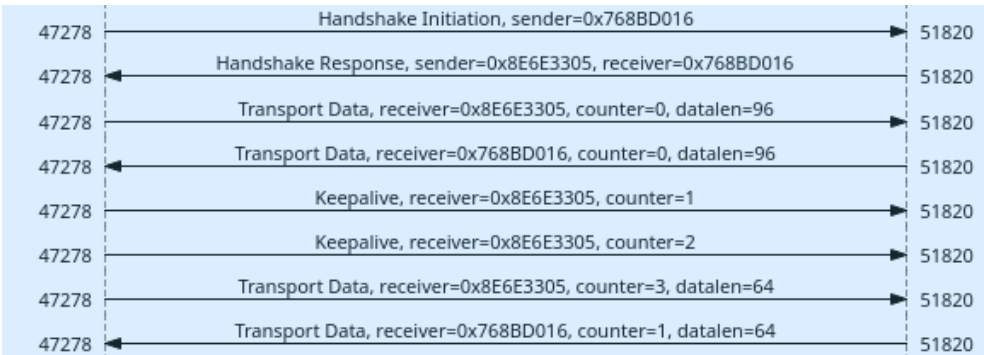 Handshake Initiation, sender=0x768BD016
47278 51820
Handshake Response, sender=0x8E6E3305, receiver=0x768BD016
47278 51820
Transport Data, receiver=0x8E6E3305, counter=0, datalen=96
47278 51820
Transport Data, receiver=0x768BD016, counter=0, datalen=96
47278 51820
Keepalive, receiver=0x8E6E3305, counter=1
47278 51820
Keepalive, receiver=0x8E6E3305, counter=2
47278 51820
Transport Data, receiver=0x8E6E3305, counter=3, datalen=64
47278 51820
Transport Data, receiver=0x768BD016, counter=1, datalen=64
47278 51820